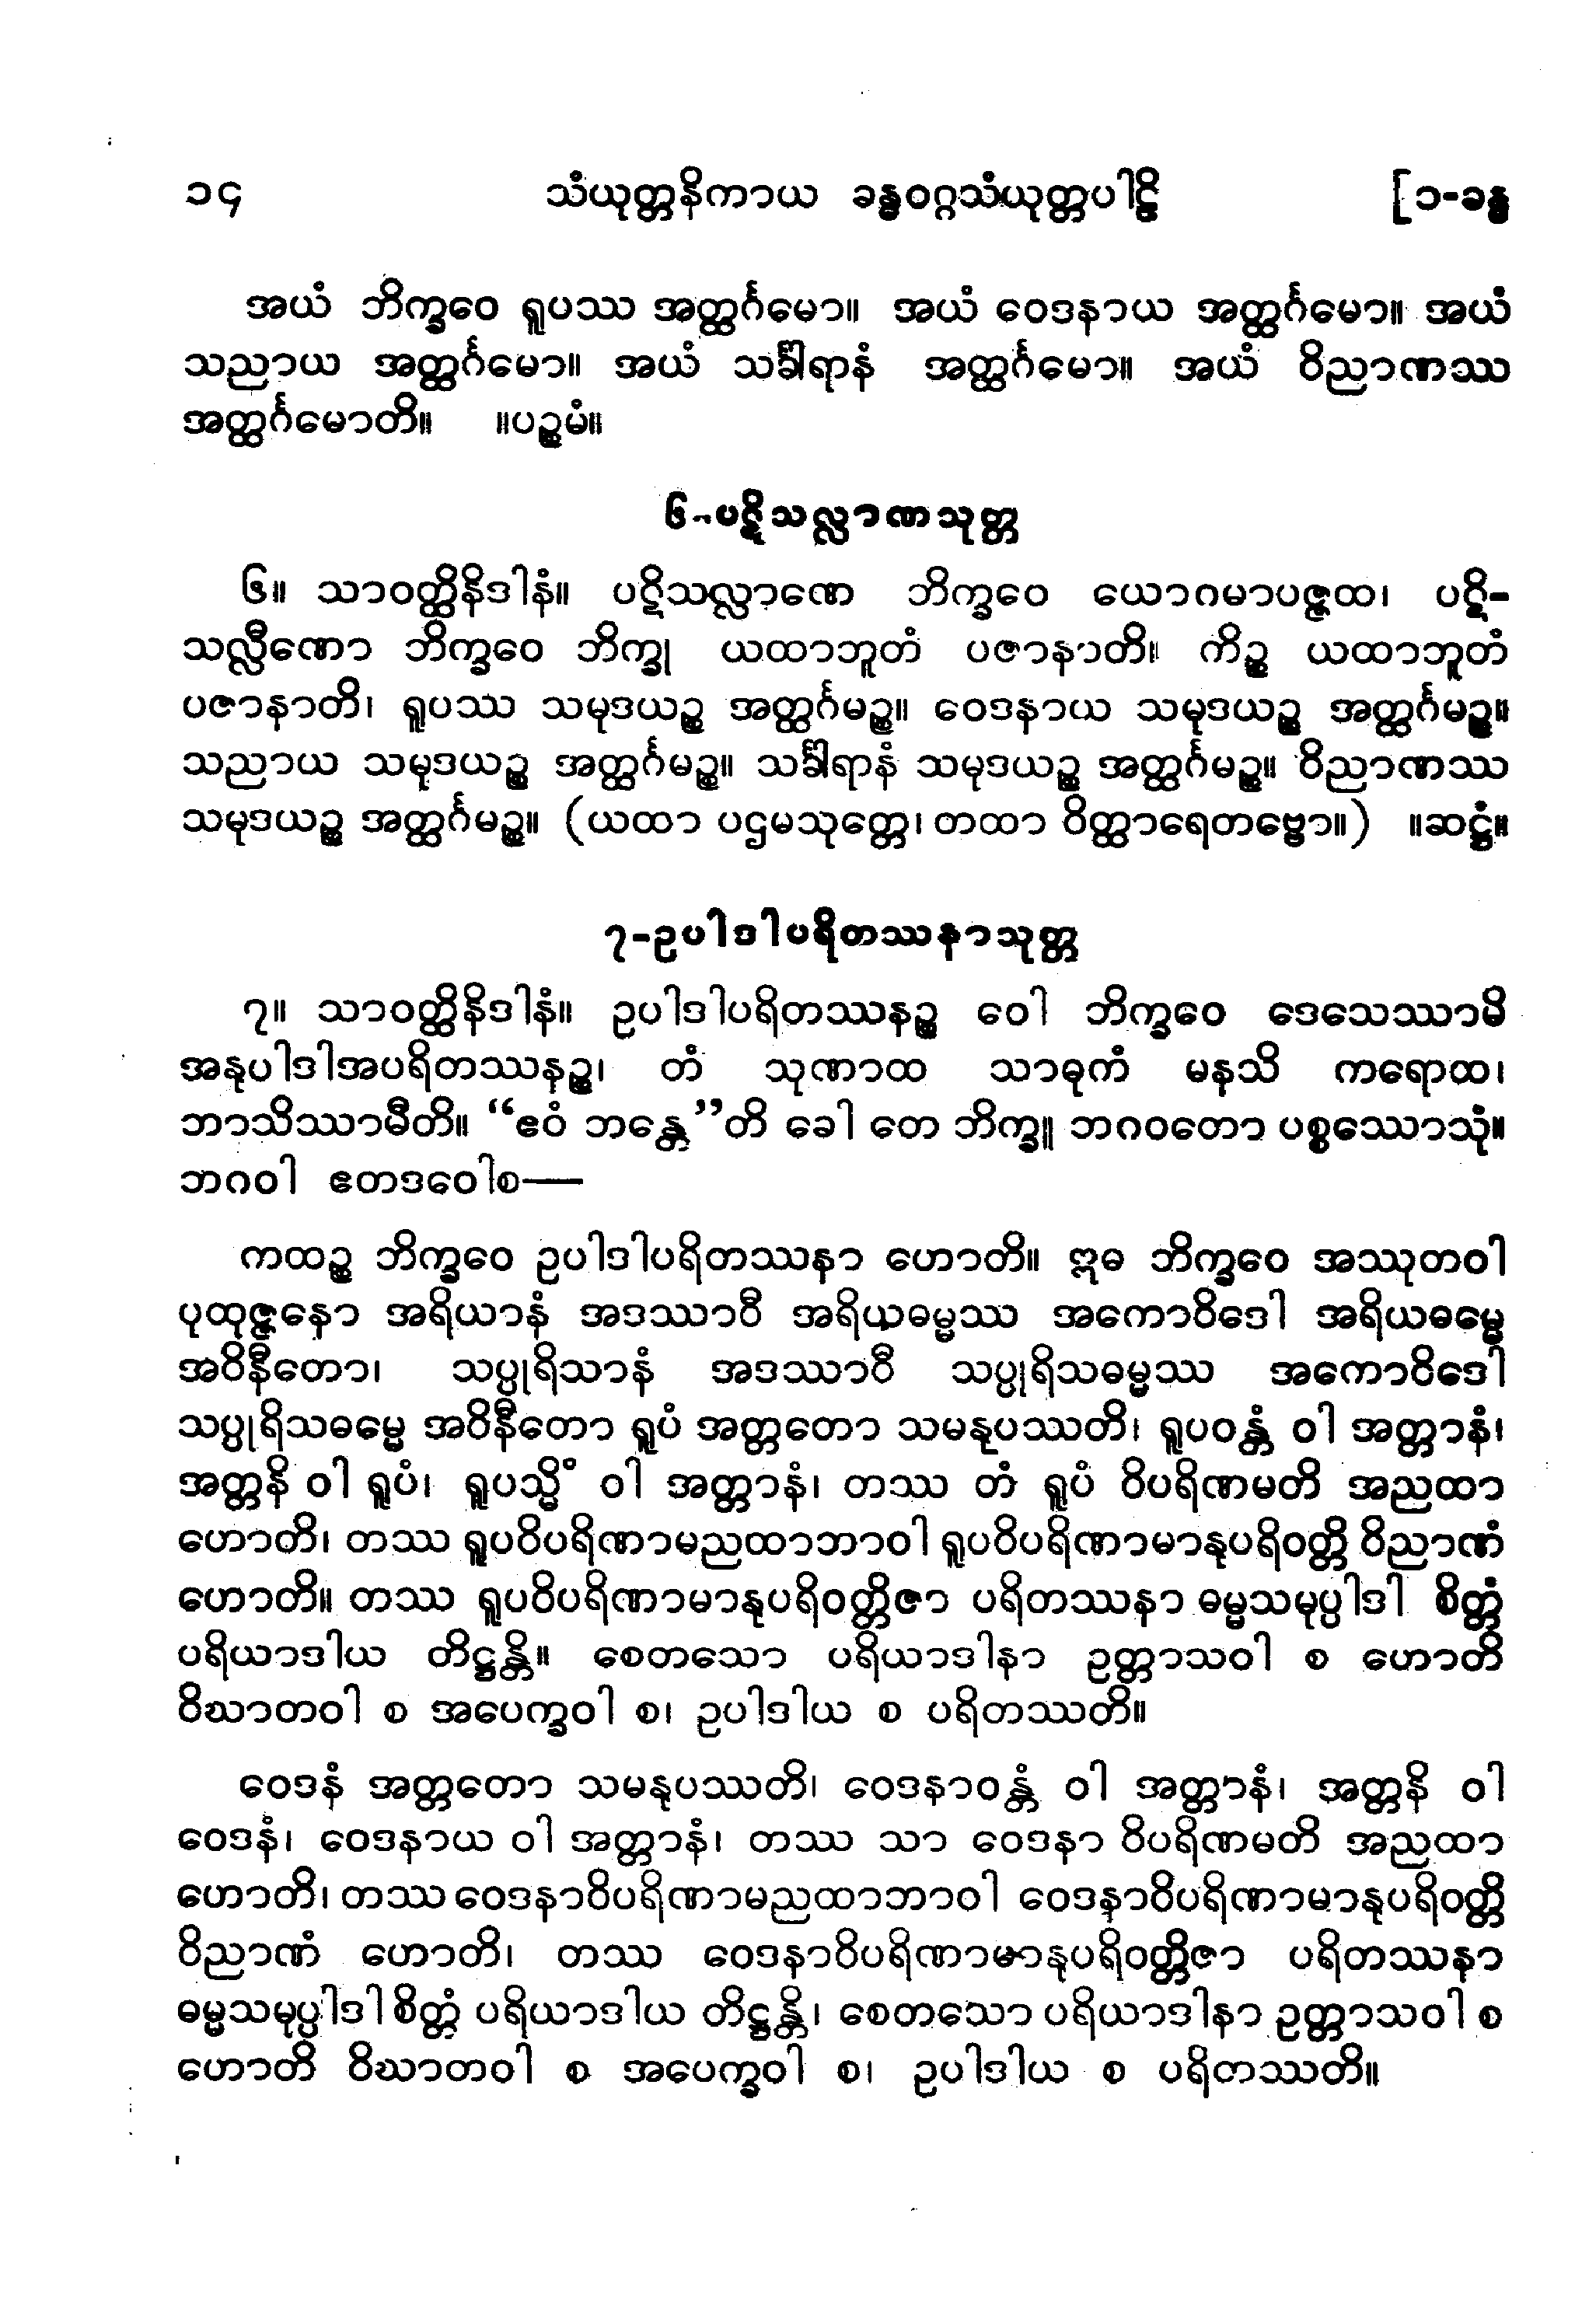 ၁၄ သံယုတ္တနိကာယ ခန္ဓဝဂ္ဂသံယုတ္တပါဠိ [၁-ခန္ဓ
အယံ ဘိက္ခဝေ ရူပဿ အတ္ထင်္ဂမော။ အယံ ဝေဒနာယ အတ္ထင်္ဂမော။ အယံ
သညာယ အတ္ထင်္ဂမော။ အယံ သင်္ခါရာနံ အတ္ထင်္ဂမော။ အယံ ဝိညာဏဿ
အတ္ထင်္ဂမောတိ။ ။ပဉ္စမံ။
၆-ပဋိသလ္လာဏသုတ္တ
၆။ သာဝတ္ထိနိဒါနံ။ ပဋိသလ္လာဏေ ဘိက္ခဝေ ယောဂမာပဇ္ဇထ၊ ပဋိ-
သလ္လီဏော ဘိက္ခဝေ ဘိက္ခု ယထာဘူတံ ပဇာနာတိ။ ကိဉ္စ ယထာဘူတံ
ပဇာနာတိ၊ ရူပဿ သမုဒယဉ္စ အတ္ထင်္ဂမဉ္စ။ ဝေဒနာယ သမုဒယဉ္စ အတ္ထင်္ဂမဉ္စ။
သညာယ သမုဒယဉ္စ အတ္ထင်္ဂမဉ္စ။ သင်္ခါရာနံ သမုဒယဉ္စ အတ္ထင်္ဂမဉ္စ။ ဝိညာဏဿ
သမုဒယဉ္စ အတ္ထင်္ဂမဉ္စ။ (ယထာ ပဌမသုတ္တေ၊ တထာ ဝိတ္ထာရေတဗ္ဗော။) ။ဆဋ္ဌံ။
၇-ဥပါဒါပရိတဿနာသုတ္တ
၇။ သာဝတ္ထိနိဒါနံ။ ဥပါဒါပရိတဿနဉ္စ ဝေါ ဘိက္ခဝေ ဒေသေဿာမိ
အနုပါဒါအပရိတဿနဉ္စ၊ တံ သုဏာထ သာဓုကံ မနသိ ကရောထ၊
ဘာသိဿာမီတိ။ “ဧဝံ ဘန္တေ”တိ ခေါ တေ ဘိက္ခူ ဘဂဝတော ပစ္စဿောသုံ။
ဘဂဝါ ဧတဒဝေါစ—
ကထဉ္စ ဘိက္ခဝေ ဥပါဒါပရိတဿနာ ဟောတိ။ ဣဓ ဘိက္ခဝေ အဿုတဝါ
ပုထုဇ္ဇနော အရိယာနံ အဒဿာဝီ အရိယဓမ္မဿ အကောဝိဒေါ အရိယဓမ္မေ
အဝိနီတော၊ သပ္ပုရိသာနံ အဒဿာဝီ သပ္ပုရိသဓမ္မဿ အကောဝိဒေါ
သပ္ပုရိသဓမ္မေ အဝိနီတော ရူပံ အတ္တတော သမနုပဿတိ၊ ရူပဝန္တံ ဝါ အတ္တာနံ၊
အတ္တနိ ဝါ ရူပံ၊ ရူပသ္မိံ ဝါ အတ္တာနံ၊ တဿ တံ ရူပံ ဝိပရိဏမတိ အညထာ
ဟောတိ၊ တဿ ရူပဝိပရိဏာမညထာဘာဝါ ရူပဝိပရိဏာမာနုပရိဝတ္တိ ဝိညာဏံ
ဟောတိ။ တဿ ရူပဝိပရိဏာမာနုပရိဝတ္တိဇာ ပရိတဿနာ ဓမ္မသမုပ္ပါဒါ စိတ္တံ
ပရိယာဒါယ တိဋ္ဌန္တိ။ စေတသော ပရိယာဒါနာ ဥတ္တာသဝါ စ ဟောတိ
ဝိဃာတဝါ စ အပေက္ခဝါ စ၊ ဥပါဒါယ စ ပရိတဿတိ။
ဝေဒနံ အတ္တတော သမနုပဿတိ၊ ဝေဒနာဝန္တံ ဝါ အတ္တာနံ၊ အတ္တနိ ဝါ
ဝေဒနံ၊ ဝေဒနာယ ဝါ အတ္တာနံ၊ တဿ သာ ဝေဒနာ ဝိပရိဏမတိ အညထာ
ဟောတိ၊ တဿ ဝေဒနာဝိပရိဏာမညထာဘာဝါ ဝေဒနာဝိပရိဏာမာနုပရိဝတ္တိ
ဝိညာဏံ ဟောတိ၊ တဿ ဝေဒနာဝိပရိဏာမာနုပရိဝတ္တိဇာ ပရိတဿနာ
ဓမ္မသမုပ္ပါဒါ စိတ္တံ ပရိယာဒါယ တိဋ္ဌန္တိ၊ စေတသော ပရိယာဒါနာ ဥတ္တာသဝါ စ
ဟောတိ ဝိဃာတဝါ စ အပေက္ခဝါ စ၊ ဥပါဒါယ စ ပရိတဿတိ။